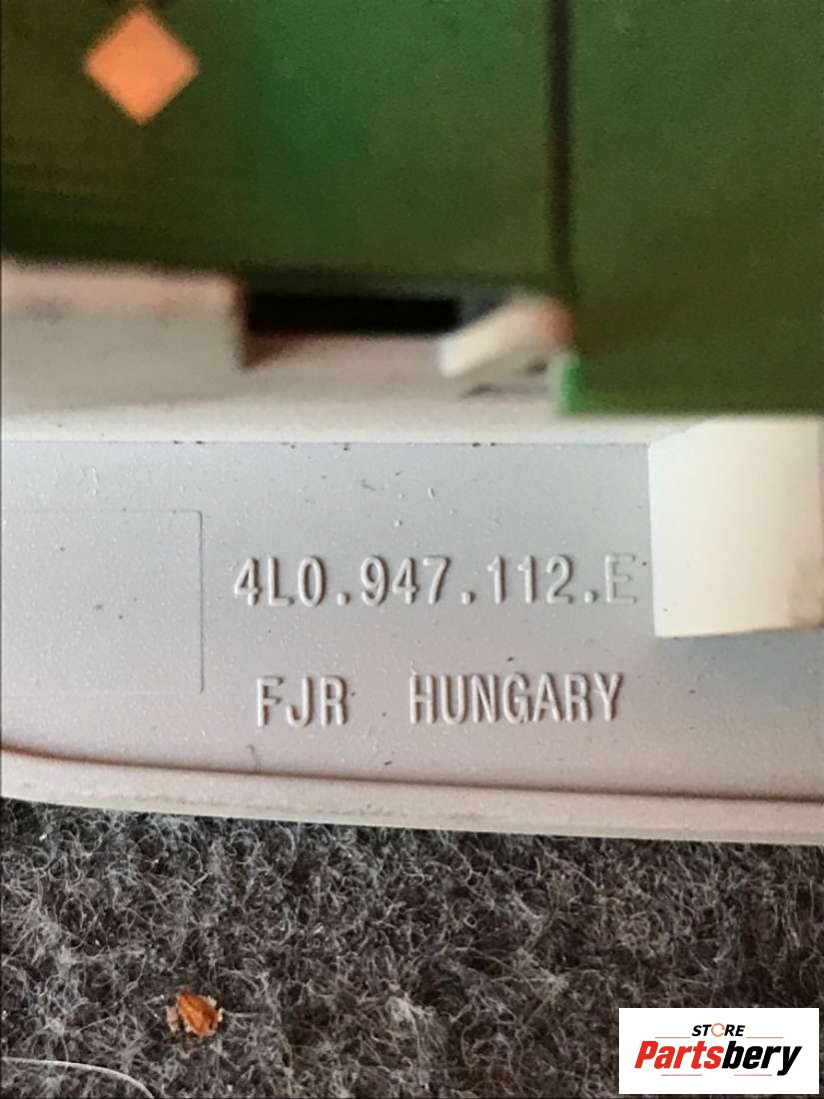 4L0.947.112.E
FJR HUNGARY
STORE
Partsbery